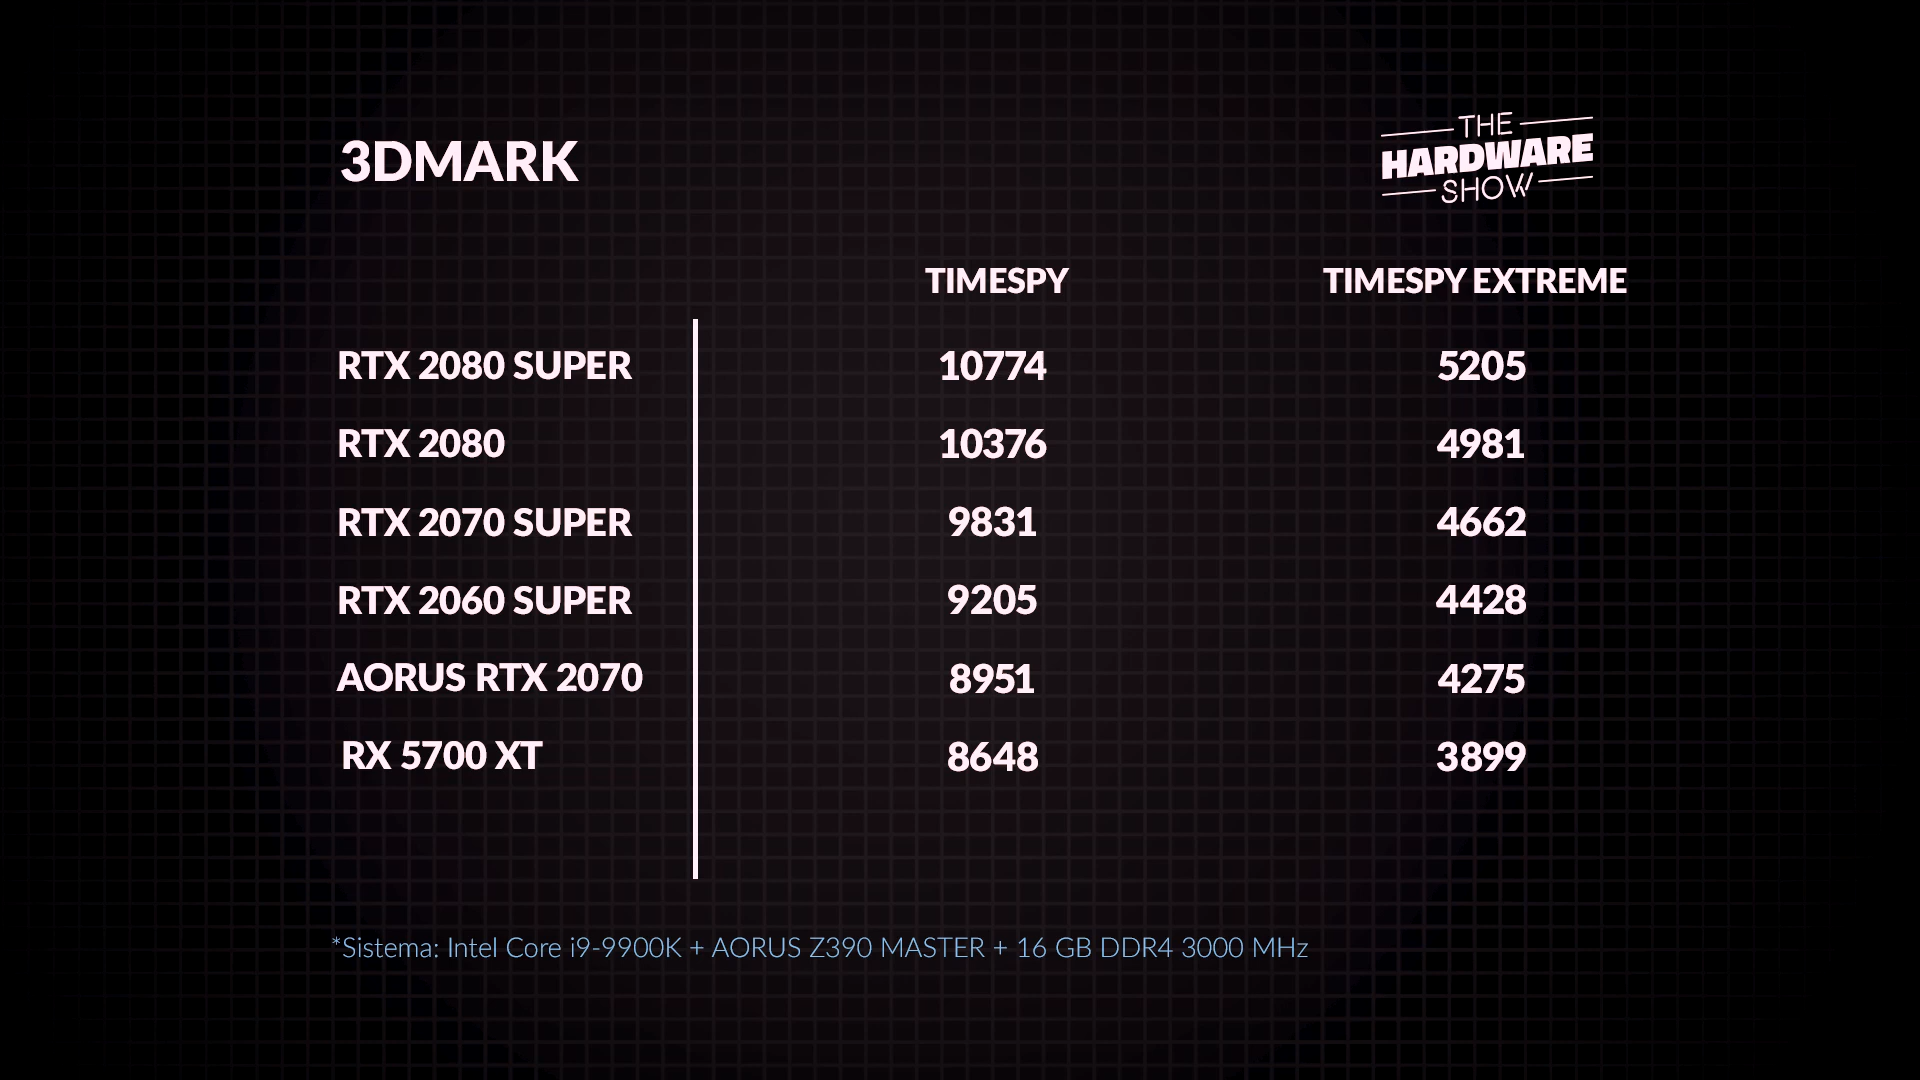 3DMARK
THE
HARDWARE
SHOW
TIMESPY TIMESPY EXTREME
RTX 2080 SUPER 10774 5205
RTX 2080 10376 4981
RTX 2070 SUPER 9831 4662
RTX 2060 SUPER 9205 4428
AORUS RTX 2070 8951 4275
RX 5700 XT 8648 3899
*Sistema: Intel Core i9-9900K + AORUS Z390 MASTER + 16 GB DDR4 3000 MHz